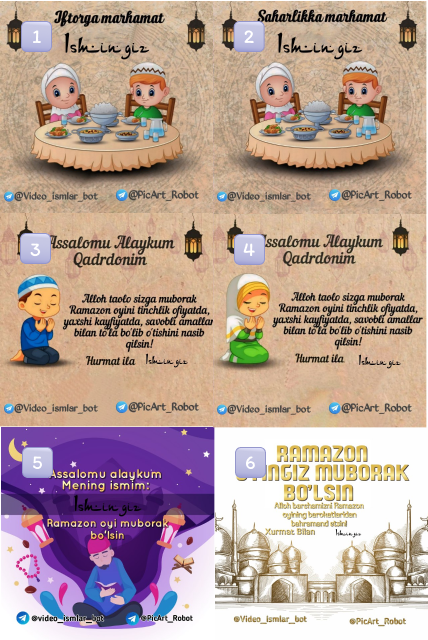 1
Iftorga marhamat
Ismingiz
@Video_ismlar_bot @PicArt_Robot
2
Saharlikka marhamat
Ismingiz
@Video_ismlar_bot @PicArt_Robot
3
Assalomu Alaykum
Qadrdonim
Alloh taolo sizga muborak
Ramazon oyini tinchlik ofiyatda,
yaxshi kayfiyatda, savobli amallar
bilan to'la bo'lib o'tishini nasib
qilsin!
Hurmat ila Ismingiz
@Video_ismlar_bot @PicArt_Robot
4
ssalomu Alaykum
Qadrdonim
Alloh taolo sizga muborak
Ramazon oyini tinchlik ofiyatda,
yaxshi kayfiyatda, savobli amallar
bilan to'la bo'lib o'tishini nasib
qilsin!
Hurmat ila Ismingiz
@Video_ismlar_bot @PicArt_Robot
5
Assalomu alaykum
Mening ismim:
Ismingiz
Ramazon oyi muborak
bo'lsin
@Video_ismlar_bot @PicArt_Robot
6
RAMAZON
OYINGIZ MUBORAK
BO'LSIN
Alloh barchamizni Ramazon
oyining barakotlaridan
bahramand etsin!
Xurmat Bilan Ismingiz
@Video_ismlar_bot @PicArt_Robot